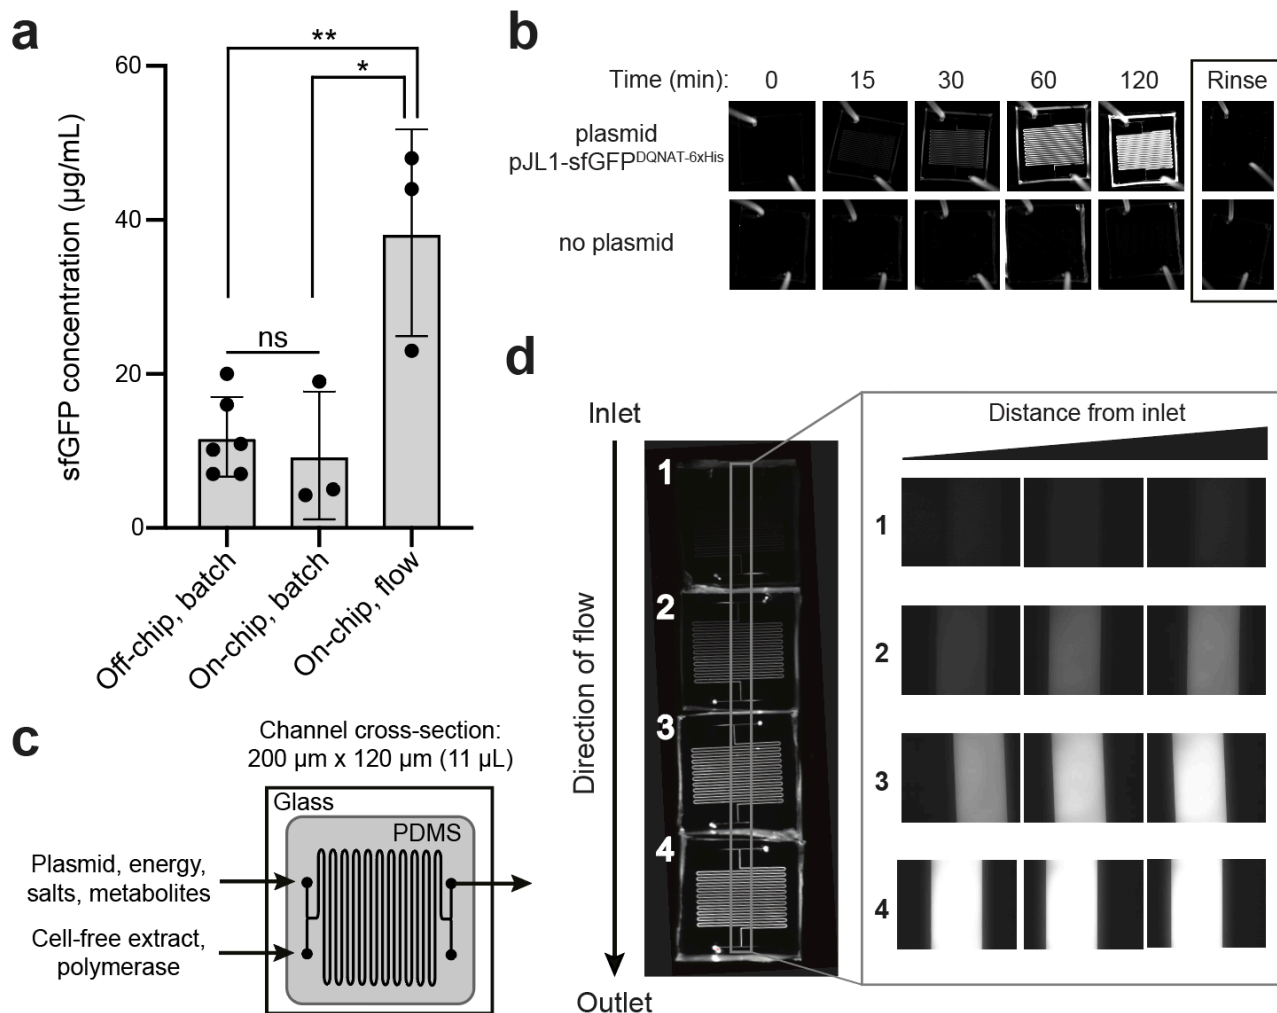 a
**
*
ns
60
40
20
0
sfGFP concentration (µg/mL)
Off-chip, batch
On-chip, batch
On-chip, flow
b
Time (min): 0 15 30 60 120 Rinse
plasmid
pJL1-sfGFPDQNAT-6xHis
no plasmid
c
Channel cross-section:
200 µm x 120 µm (11 µL)
Glass
PDMS
Plasmid, energy,
salts, metabolites
Cell-free extract,
polymerase
d
Inlet
Direction of flow
Outlet
1
2
3
4
Distance from inlet
1
2
3
4